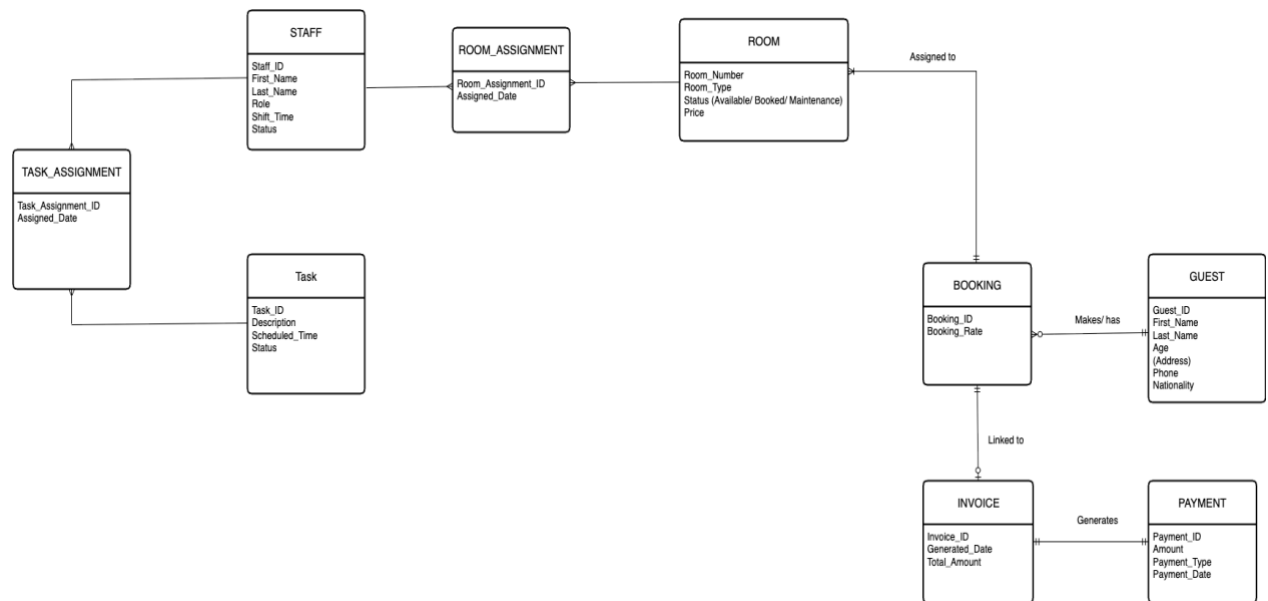 STAFF
Staff_ID
First_Name
Last_Name
Role
Shift_Time
Status
ROOM_ASSIGNMENT
Room_Assignment_ID
Assigned_Date
ROOM
Room_Number
Room_Type
Status (Available/ Booked/ Maintenance)
Price
Assigned to
TASK_ASSIGNMENT
Task_Assignment_ID
Assigned_Date
Task
Task_ID
Description
Scheduled_Time
Status
BOOKING
Booking_ID
Booking_Rate
Makes/ has
GUEST
Guest_ID
First_Name
Last_Name
Age
(Address)
Phone
Nationality
Linked to
INVOICE
Invoice_ID
Generated_Date
Total_Amount
Generates
PAYMENT
Payment_ID
Amount
Payment_Type
Payment_Date